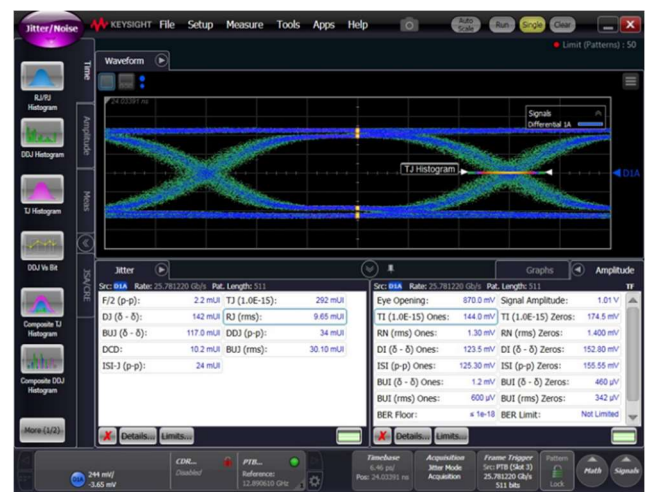 Jitter/Noise
KEYSIGHT File Setup Measure Tools Apps Help
Auto Scale
Run
Single
Clear
Limit (Patterns) : 50
Waveform
Time
Amplitude
Meas
JSA/CRE
RJ/PJ
Histogram
DDJ Histogram
TJ Histogram
DDJ Vs Bit
Composite TJ
Histogram
Composite DDJ
Histogram
More (1/2)
24.03391 ns
Signals
Differential 1A
TJ Histogram
D1A
Jitter
Graphs
Amplitude
Src: D1A Rate: 25.781220 Gb/s Pat. Length: 511
F/2 (p-p): 2.2 mUI TJ (1.0E-15): 292 mUI
DJ (δ - δ): 142 mUI RJ (rms): 9.65 mUI
BUJ (δ - δ): 117.0 mUI DDJ (p-p): 34 mUI
DCD: 10.2 mUI BUJ (rms): 30.10 mUI
ISI-J (p-p): 24 mUI
Src: D1A Rate: 25.781220 Gb/s Pat. Length: 511 TF
Eye Opening: 870.0 mV Signal Amplitude: 1.01 V
TI (1.0E-15) Ones: 144.0 mV TI (1.0E-15) Zeros: 174.5 mV
RN (rms) Ones: 1.30 mV RN (rms) Zeros: 1.400 mV
DI (δ - δ) Ones: 123.5 mV DI (δ - δ) Zeros: 152.80 mV
ISI (p-p) Ones: 125.30 mV ISI (p-p) Zeros: 155.55 mV
BUI (δ - δ) Ones: 1.2 mV BUI (δ - δ) Zeros: 460 µV
BUI (rms) Ones: 600 µV BUI (rms) Zeros: 342 µV
BER Floor: ≤ 1e-18 BER Limit: Not Limited
Details... Limits...
Details... Limits...
D1A
244 mV/
-3.65 mV
CDR...
Disabled
PTB...
Reference:
12.890610 GHz
Timebase
6.46 ps/
Pos: 24.03391 ns
Acquisition
Jitter Mode
Acquisition
Frame Trigger
Src: PTB (Slot 3)
25.781220 Gb/s
511 bits
Pattern
Lock
Math
Signals